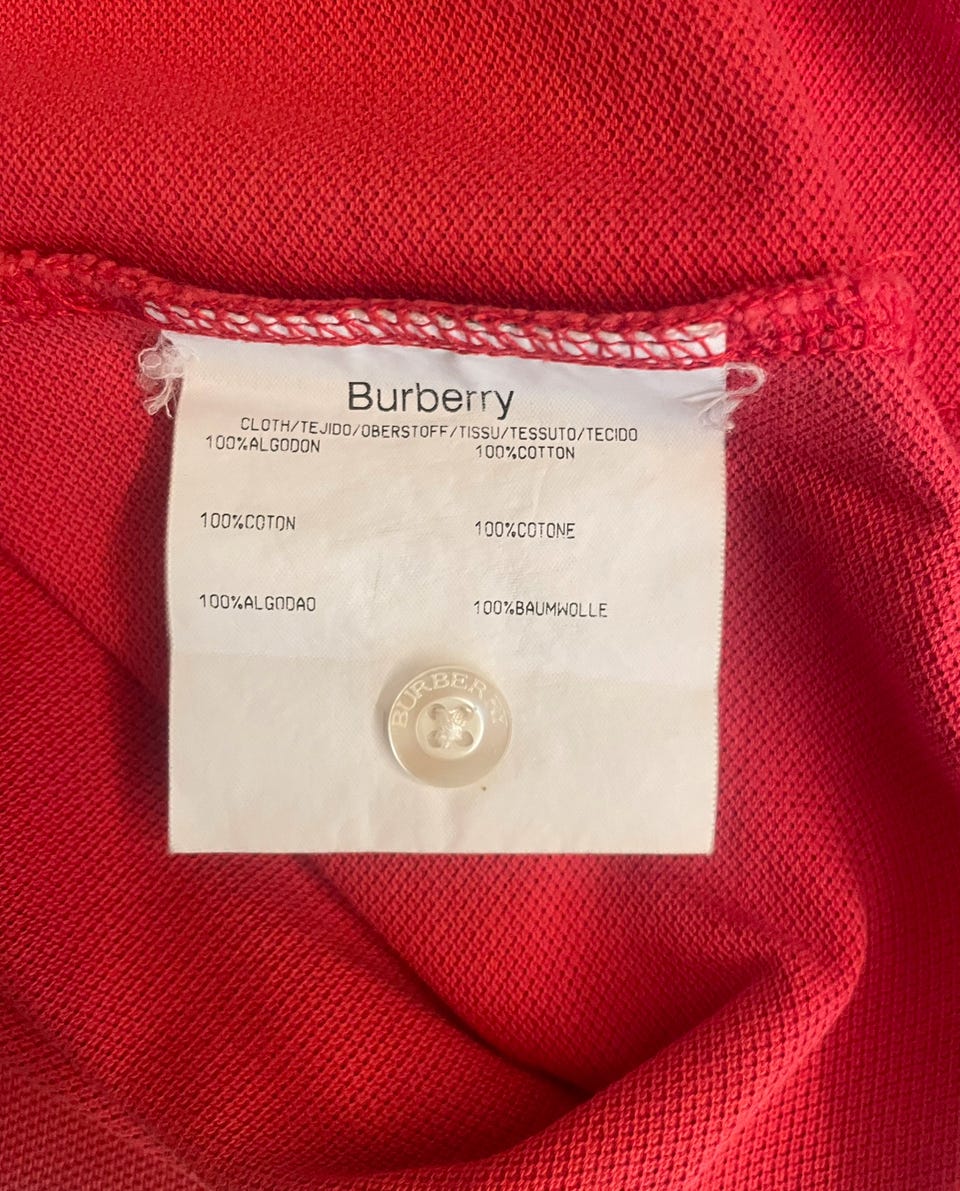 Burberry
CLOTH/TEJIDO/OBERSTOFF/TISSU/TESSUTO/TECIDO
100%ALGODON 100%COTTON
100%COTON 100%COTONE
100%ALGODAO 100%BAUMWOLLE
BURBERRY